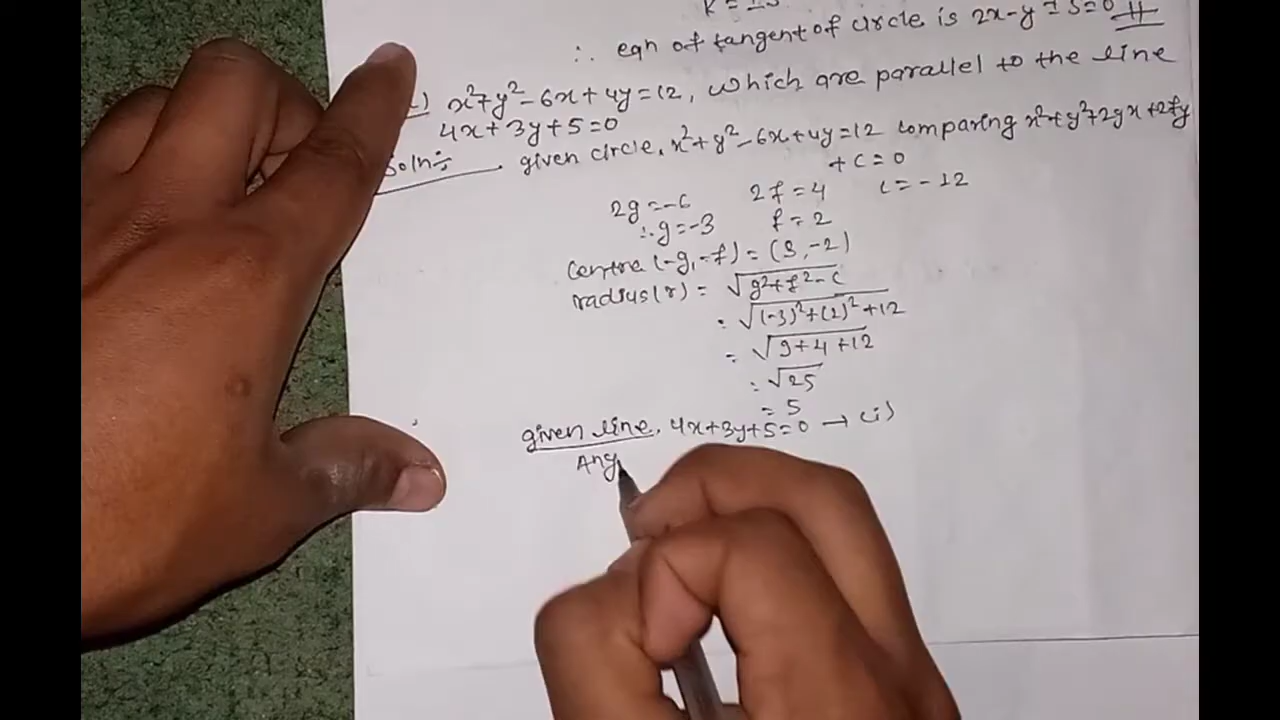 ∴ eqn of tangent of circle is 2x-y±5=0
x²+y²-6x+4y=12, which are parallel to the line
4x+3y+5=0
Soln:- given circle, x²+y²-6x+4y=12 comparing x²+y²+2gx+2fy
+c=0
2g=-6 2f=4 c=-12
∴g=-3 f=2
Centre(-g,-f)=(3,-2)
radius(r) = √g²+f²-c
= √(-3)²+(2)²+12
= √9+4+12
= √25
= 5
given line, 4x+3y+5=0 → (i)
Any